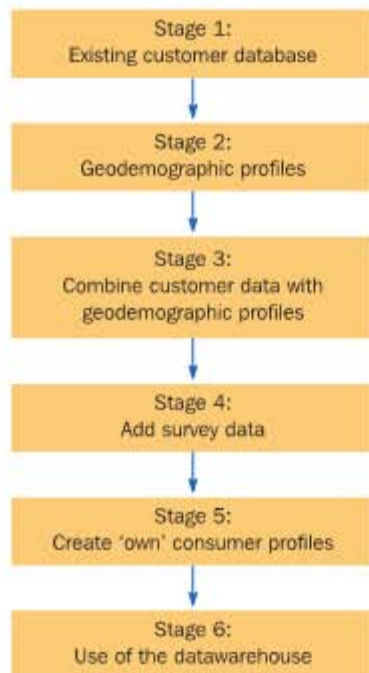 Stage 1:
Existing customer database
Stage 2:
Geodemographic profiles
Stage 3:
Combine customer data with
geodemographic profiles
Stage 4:
Add survey data
Stage 5:
Create ‘own’ consumer profiles
Stage 6:
Use of the datawarehouse